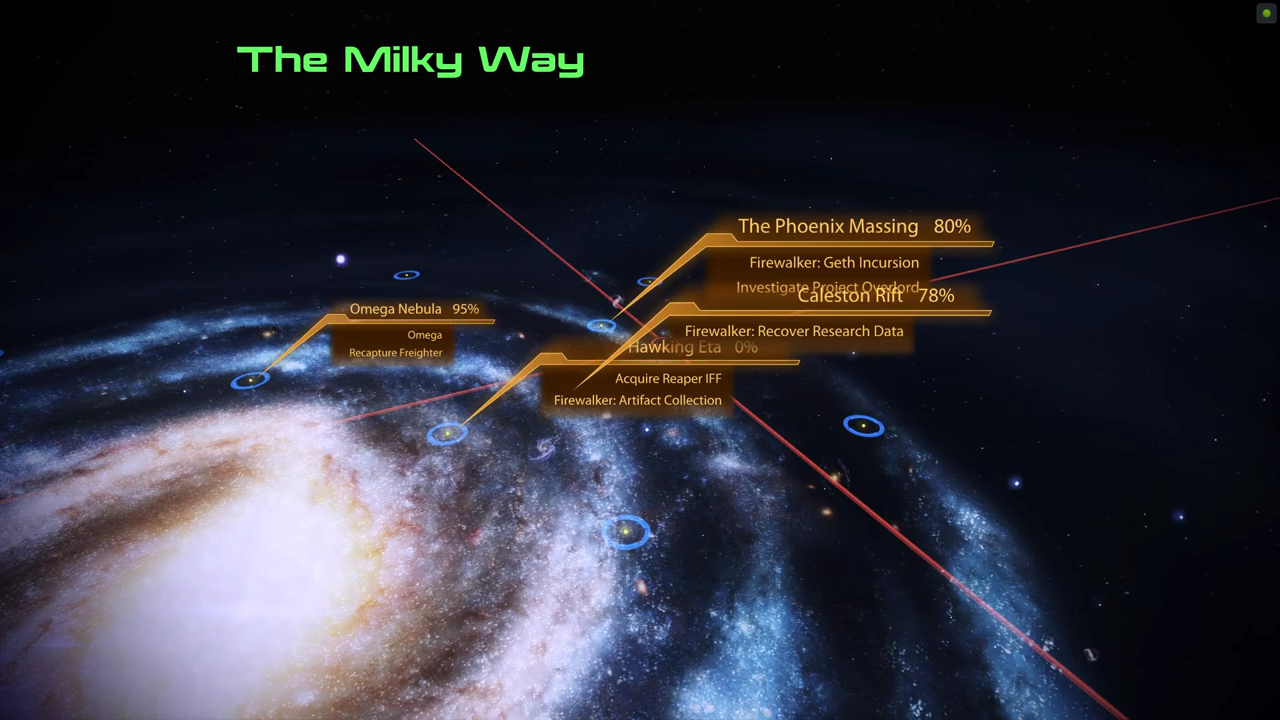 The Milky Way
The Phoenix Massing 80%
Firewalker: Geth Incursion
Investigate Project Overlord
Caleston Rift 78%
Firewalker: Recover Research Data
Omega Nebula 95%
Omega
Recapture Freighter
Hawking Eta 0%
Acquire Reaper IFF
Firewalker: Artifact Collection